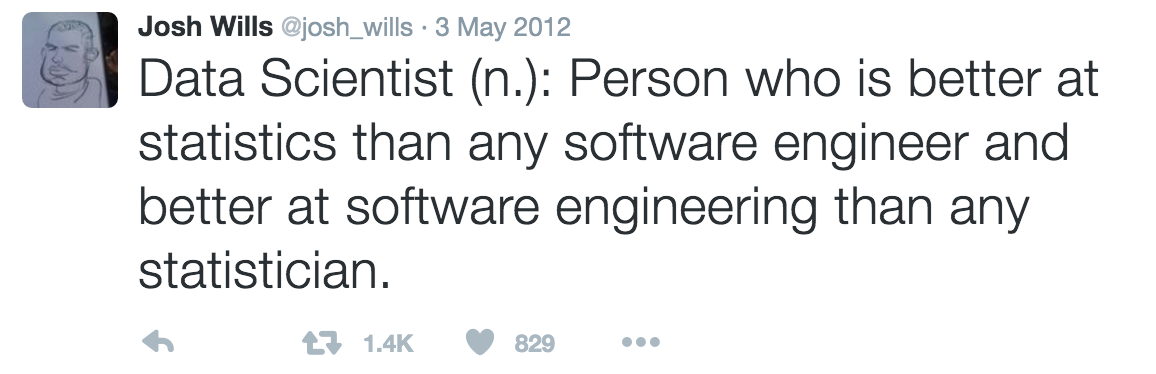 Josh Wills @josh_wills · 3 May 2012
Data Scientist (n.): Person who is better at
statistics than any software engineer and
better at software engineering than any
statistician.
1.4K 829